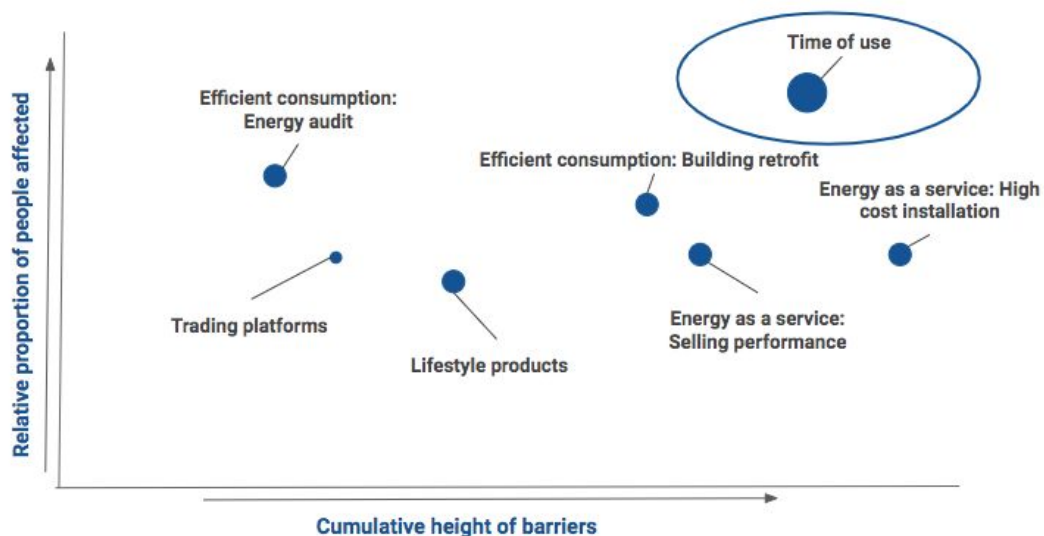 Time of use
Efficient consumption:
Energy audit
Efficient consumption: Building retrofit
Energy as a service: High
cost installation
Trading platforms
Energy as a service:
Selling performance
Lifestyle products
Relative proportion of people affected
Cumulative height of barriers